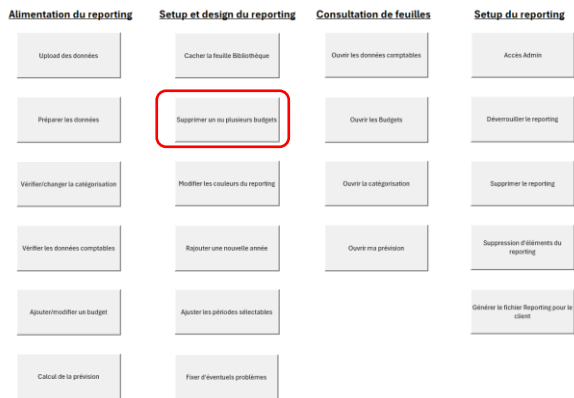 Alimentation du reporting
Upload des données
Préparer les données
Vérifier/changer la catégorisation
Vérifier les données comptables
Ajouter/modifier un budget
Calcul de la prévision
Setup et design du reporting
Cacher la feuille Bibliothèque
Supprimer un ou plusieurs budgets
Modifier les couleurs du reporting
Rajouter une nouvelle année
Ajuster les périodes sélectables
Fixer d'éventuels problèmes
Consultation de feuilles
Ouvrir les données comptables
Ouvrir les Budgets
Ouvrir la catégorisation
Ouvrir ma prévision
Setup du reporting
Accès Admin
Déverrouiller le reporting
Supprimer le reporting
Suppression d'éléments du
reporting
Générer le fichier Reporting pour le
client